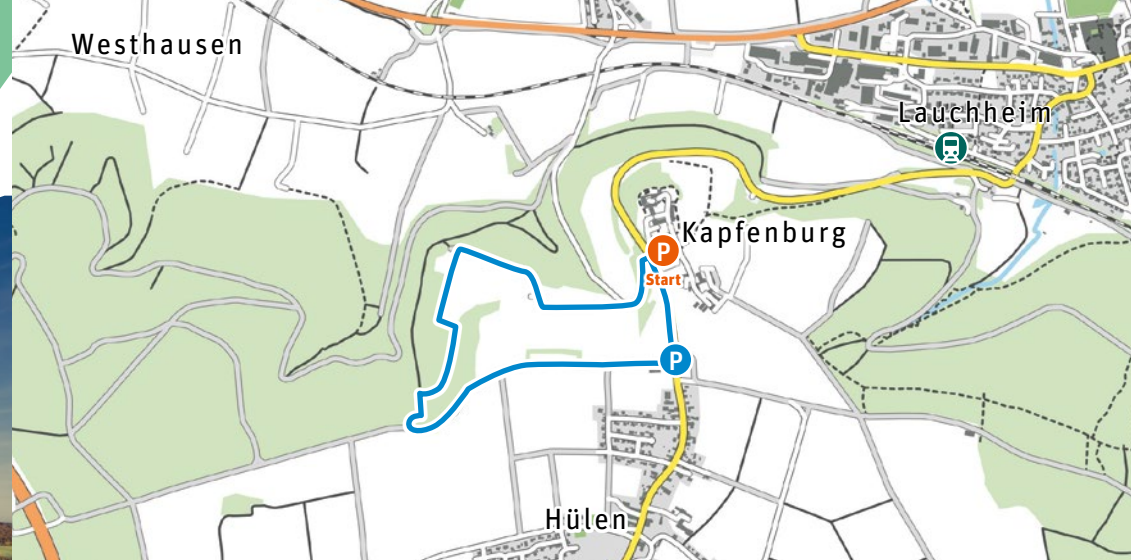 Westhausen
Lauchheim
Kapfenburg
P
Start
P
Hülen